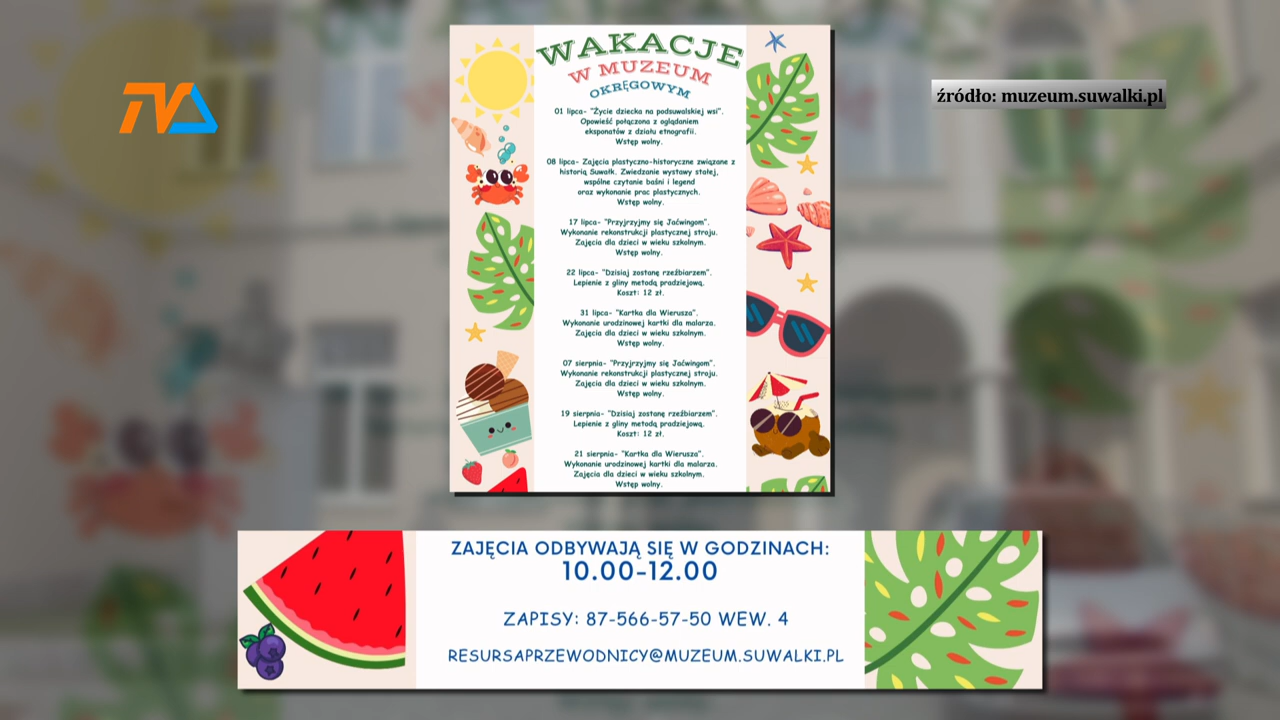 TVA
źródło: muzeum.suwalki.pl
WAKACJE
W MUZEUM
OKRĘGOWYM
01 lipca- "Życie dziecka na podsuwalskiej wsi".
Opowieść połączona z oglądaniem
eksponatów z działu etnografii.
Wstęp wolny.
08 lipca- Zajęcia plastyczno-historyczne związane z
historią Suwałk. Zwiedzanie wystawy stałej,
wspólne czytanie baśni i legend
oraz wykonanie prac plastycznych.
Wstęp wolny.
17 lipca- "Przyjrzyjmy się Jaćwingom".
Wykonanie rekonstrukcji plastycznej stroju.
Zajęcia dla dzieci w wieku szkolnym.
Wstęp wolny.
22 lipca- "Dzisiaj zostanę rzeźbiarzem".
Lepienie z gliny metodą pradziejową.
Koszt: 12 zł.
31 lipca- "Kartka dla Wierusza".
Wykonanie urodzinowej kartki dla malarza.
Zajęcia dla dzieci w wieku szkolnym.
Wstęp wolny.
07 sierpnia- "Przyjrzyjmy się Jaćwingom".
Wykonanie rekonstrukcji plastycznej stroju.
Zajęcia dla dzieci w wieku szkolnym.
Wstęp wolny.
19 sierpnia- "Dzisiaj zostanę rzeźbiarzem".
Lepienie z gliny metodą pradziejową.
Koszt: 12 zł.
21 sierpnia- "Kartka dla Wierusza".
Wykonanie urodzinowej kartki dla malarza.
Zajęcia dla dzieci w wieku szkolnym.
Wstęp wolny.
ZAJĘCIA ODBYWAJĄ SIĘ W GODZINACH:
10.00-12.00
ZAPISY: 87-566-57-50 WEW. 4
RESURSAPRZEWODNICY@MUZEUM.SUWALKI.PL